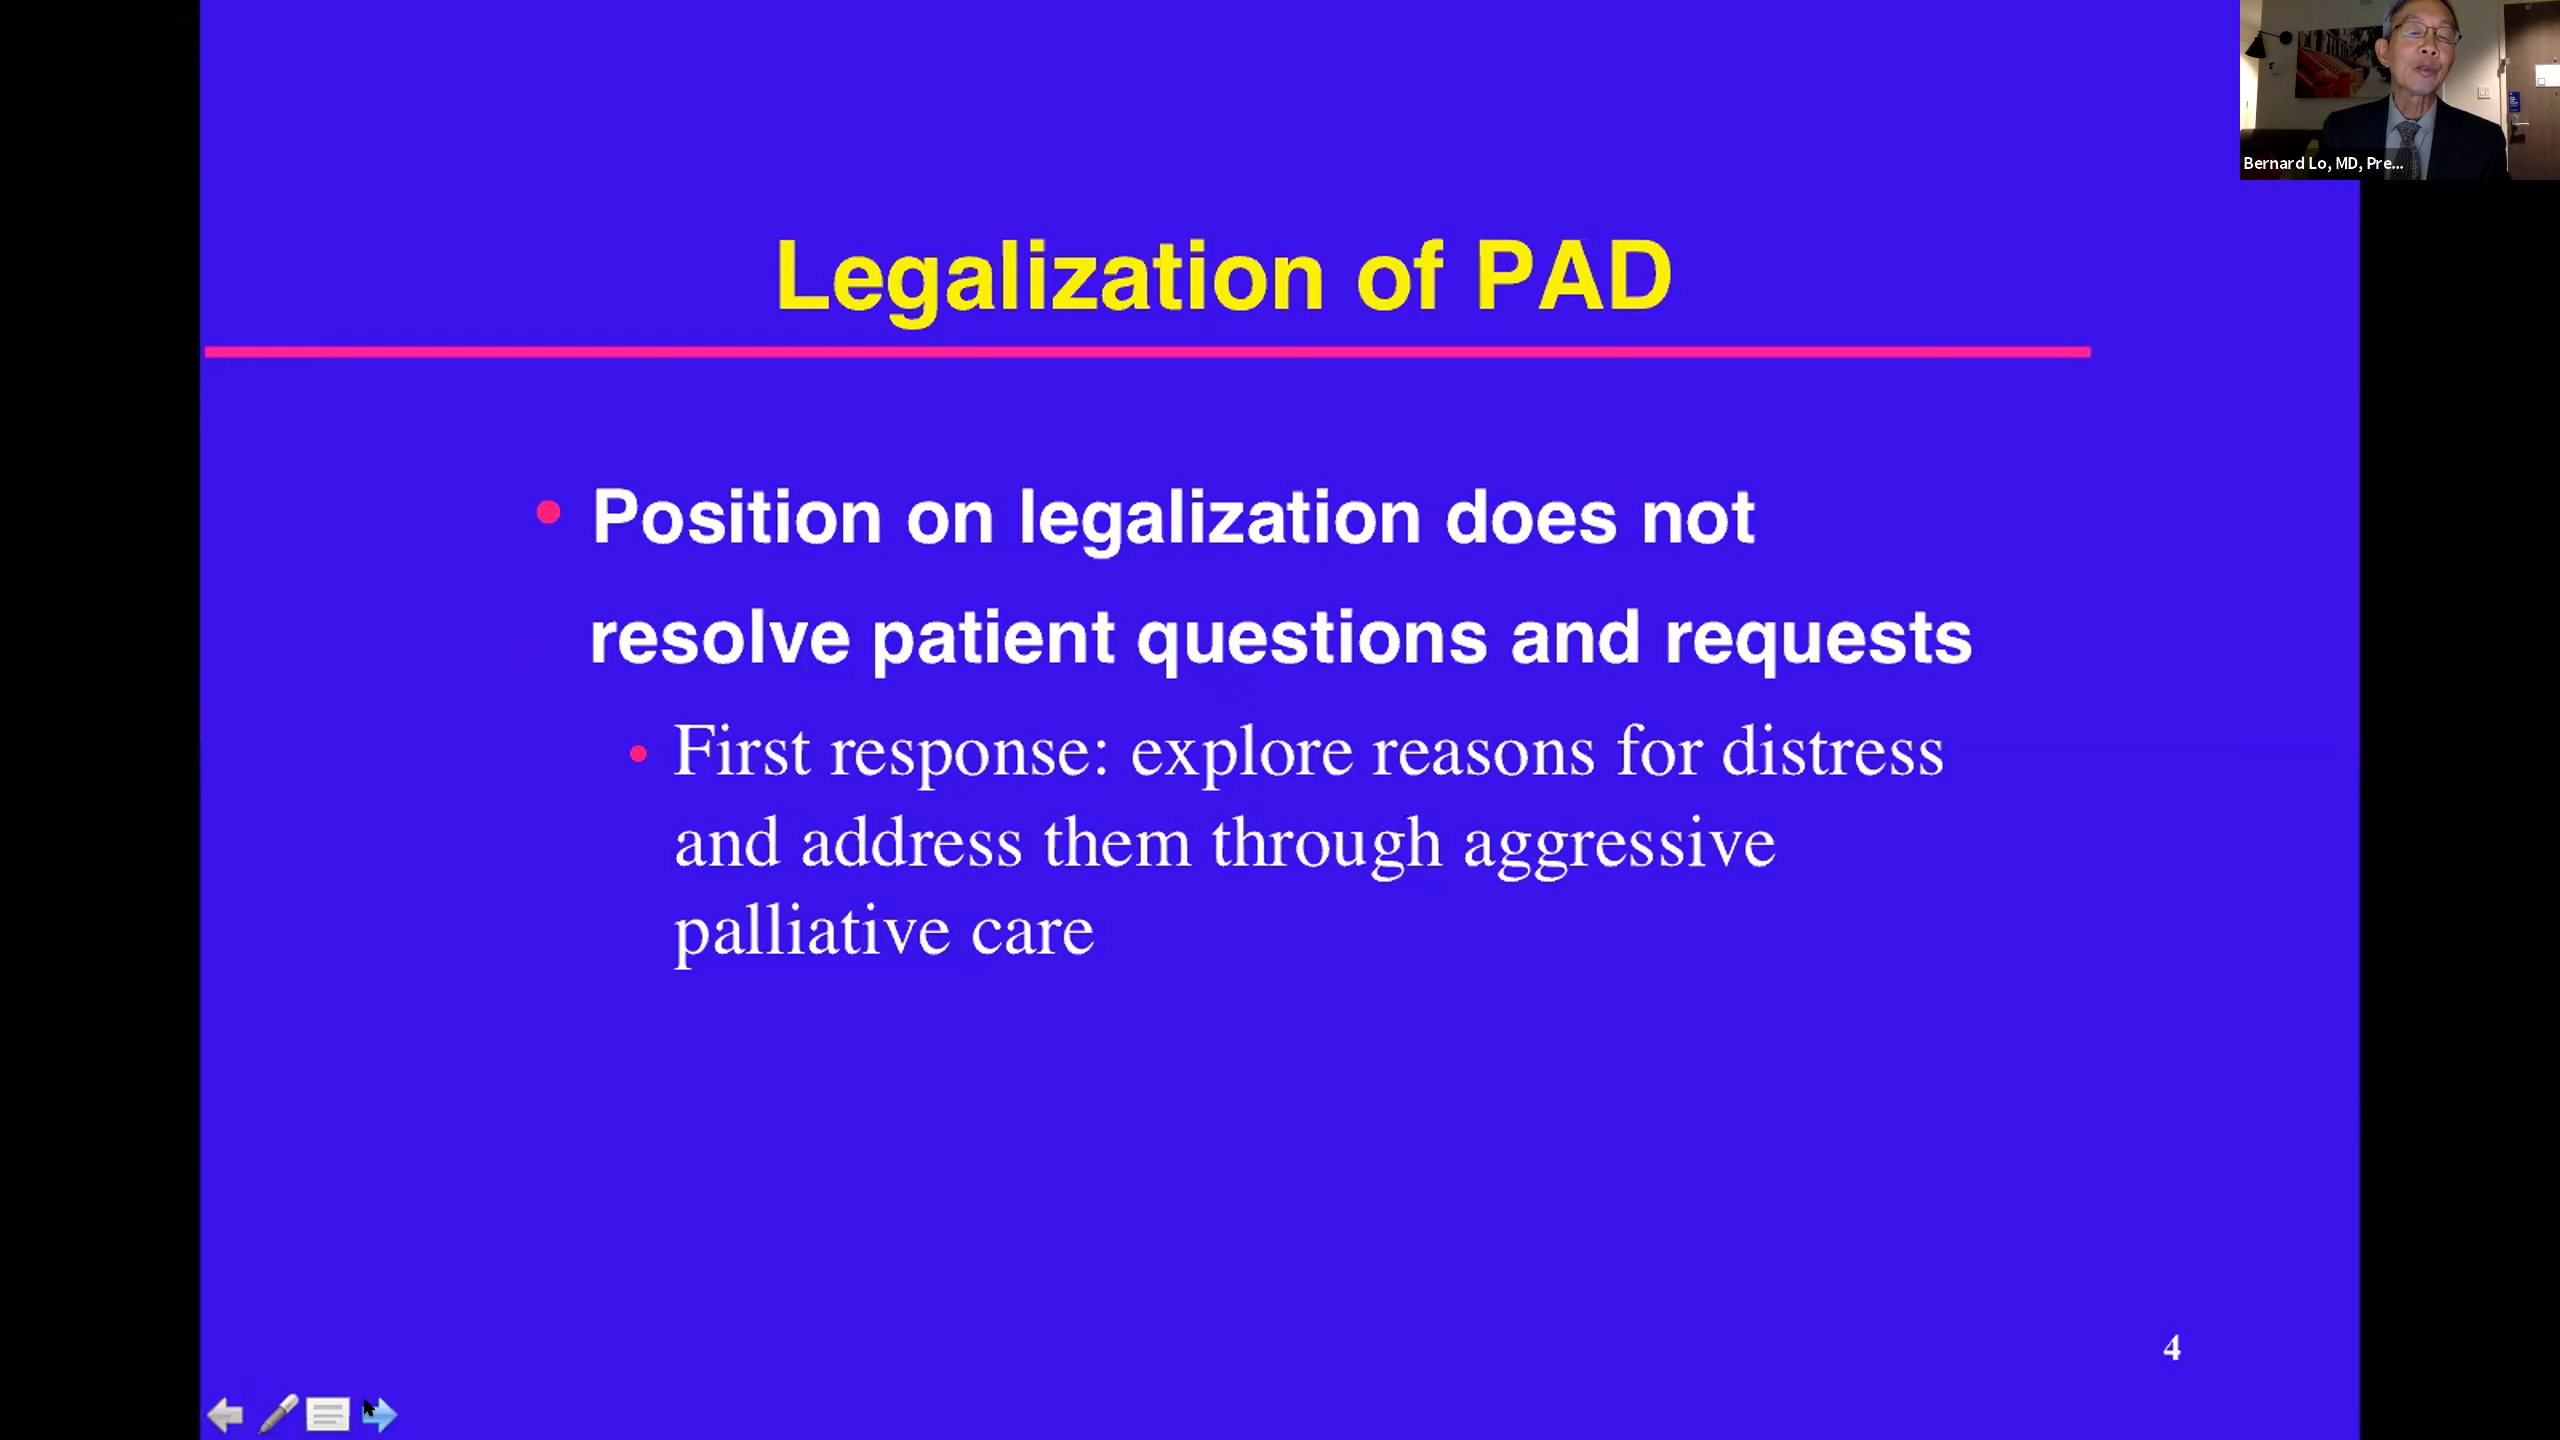 Bernard Lo, MD, Pre...
Legalization of PAD
• Position on legalization does not
resolve patient questions and requests
• First response: explore reasons for distress
and address them through aggressive
palliative care
4